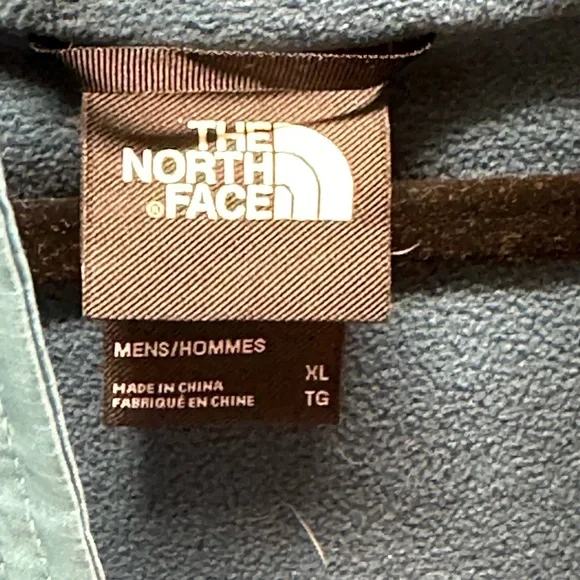 THE
NORTH
® FACE
MENS/HOMMES
XL
MADE IN CHINA
FABRIQUÉ EN CHINE TG